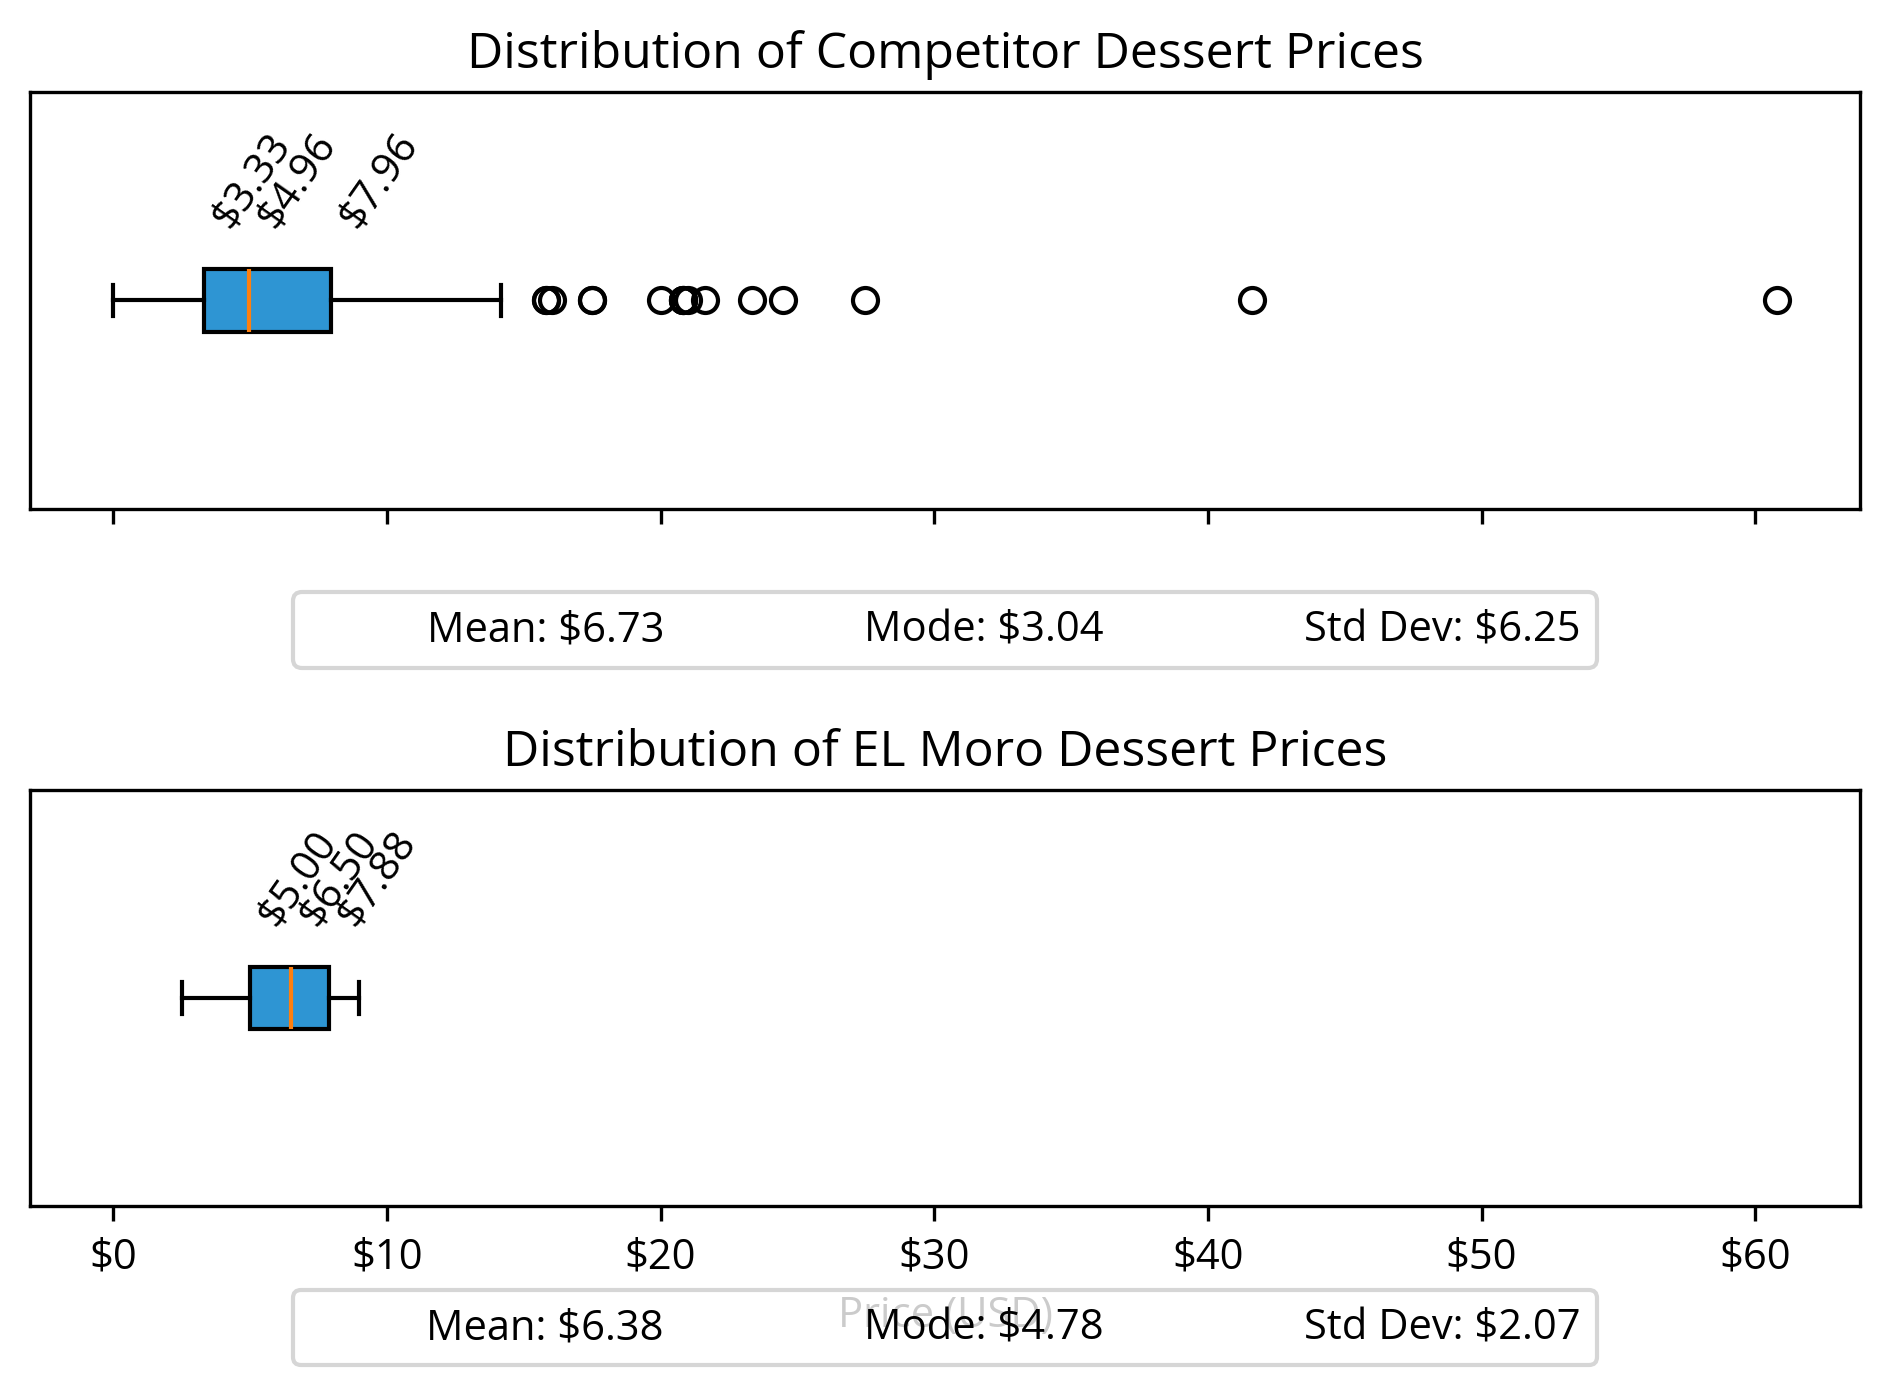 Distribution of Competitor Dessert Prices
$3.33
$4.96
$7.96
Mean: $6.73 Mode: $3.04 Std Dev: $6.25
Distribution of EL Moro Dessert Prices
$5.00
$6.50
$7.88
$0 $10 $20 $30 $40 $50 $60
Price (USD)
Mean: $6.38 Mode: $4.78 Std Dev: $2.07